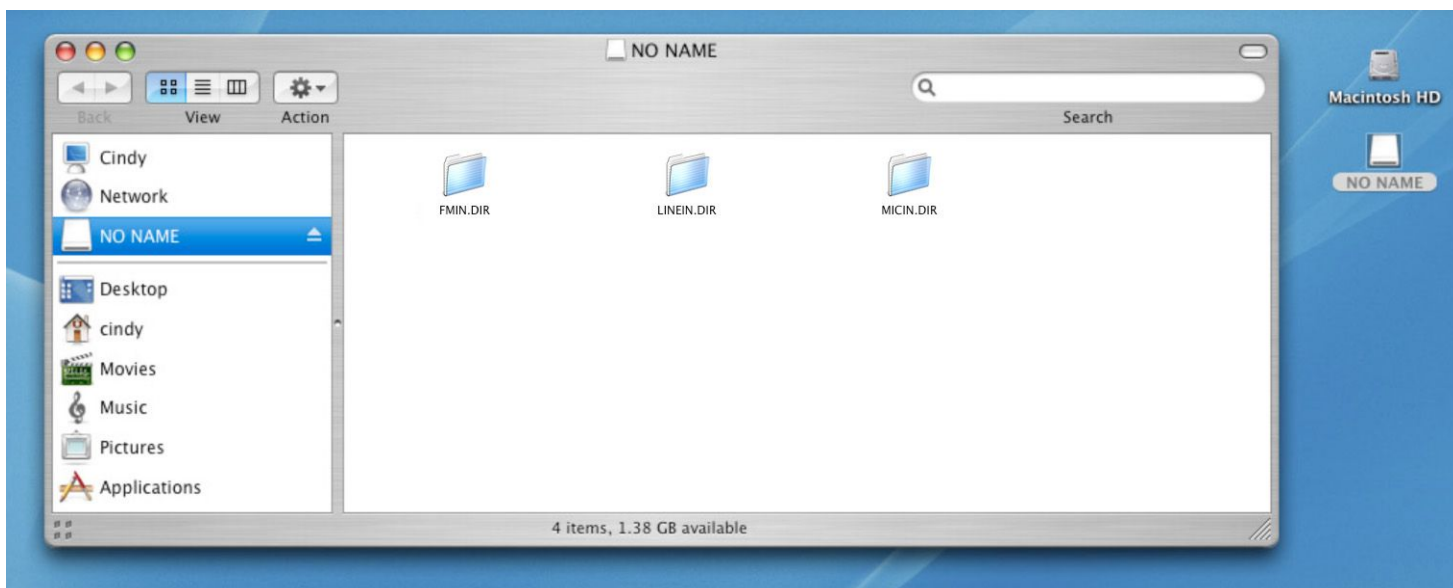 NO NAME
Back
View
Action
Search
Macintosh HD
NO NAME
Cindy
Network
NO NAME
Desktop
cindy
Movies
Music
Pictures
Applications
FMIN.DIR
LINEIN.DIR
MICIN.DIR
4 items, 1.38 GB available